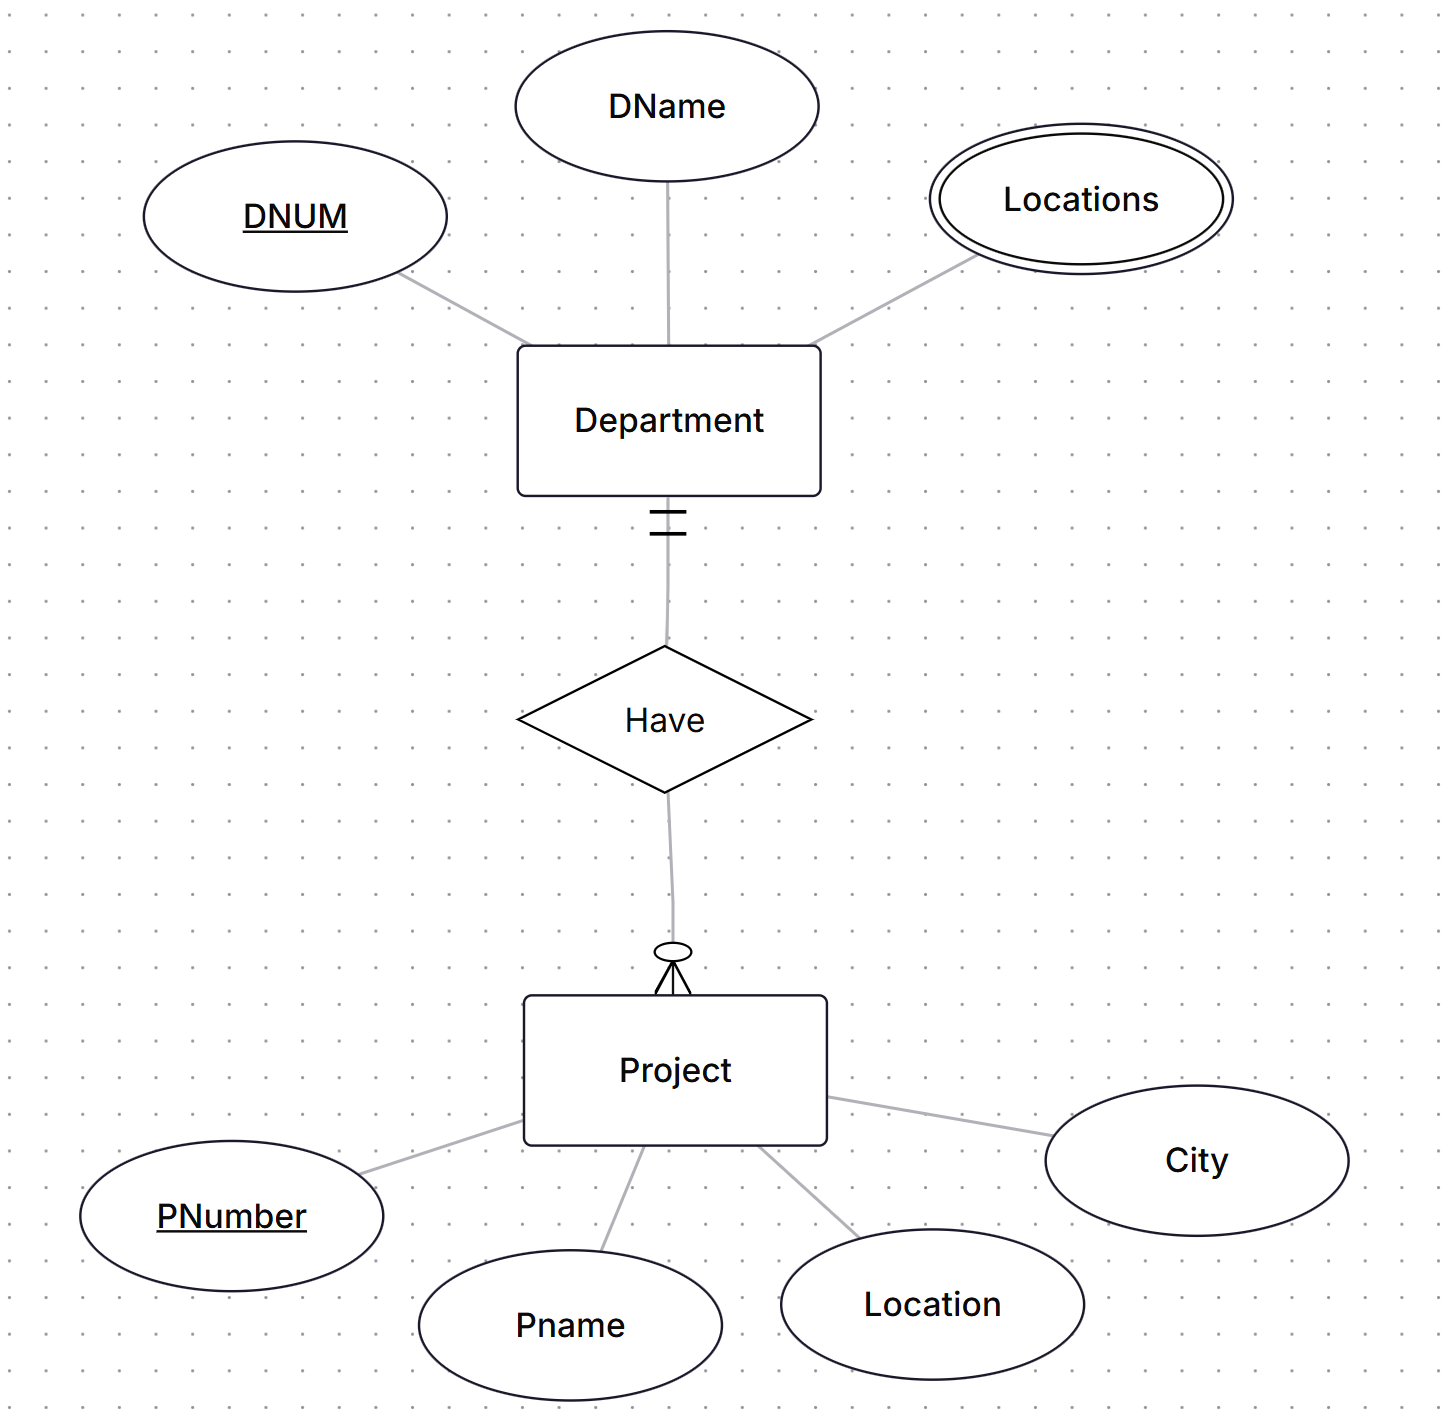 DName
Locations
DNUM
Department
Have
Project
City
PNumber
Location
Pname